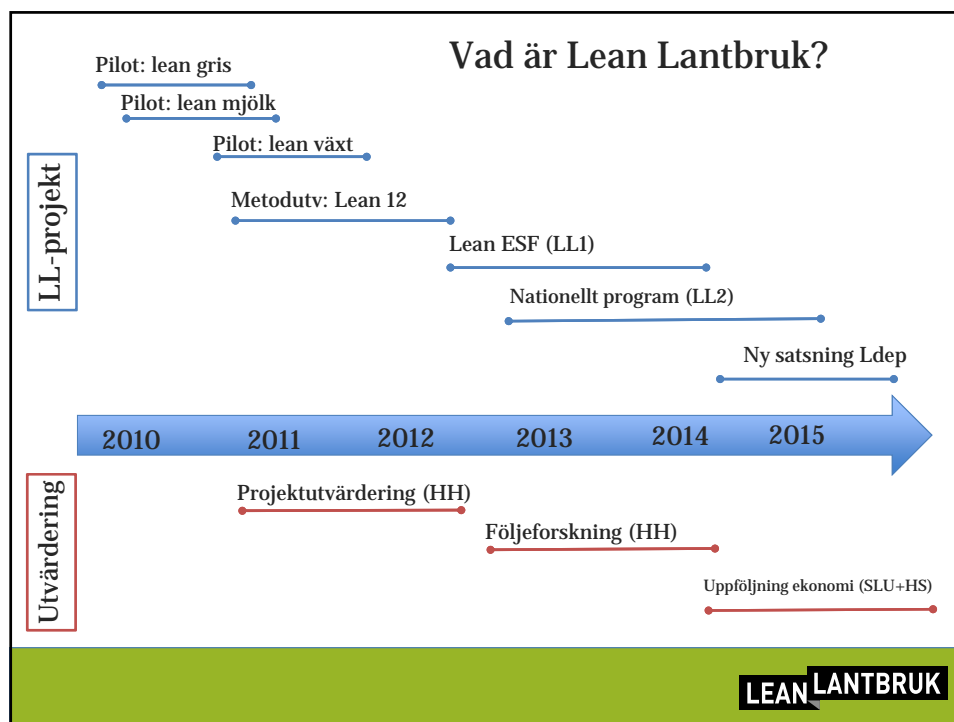 Vad är Lean Lantbruk?
Pilot: lean gris
Pilot: lean mjölk
Pilot: lean växt
Metodutv: Lean 12
Lean ESF (LL1)
Nationellt program (LL2)
Ny satsning Ldep
LL-projekt
2010 2011 2012 2013 2014 2015
Utvärdering
Projektutvärdering (HH)
Följeforskning (HH)
Uppföljning ekonomi (SLU+HS)
LEAN LANTBRUK